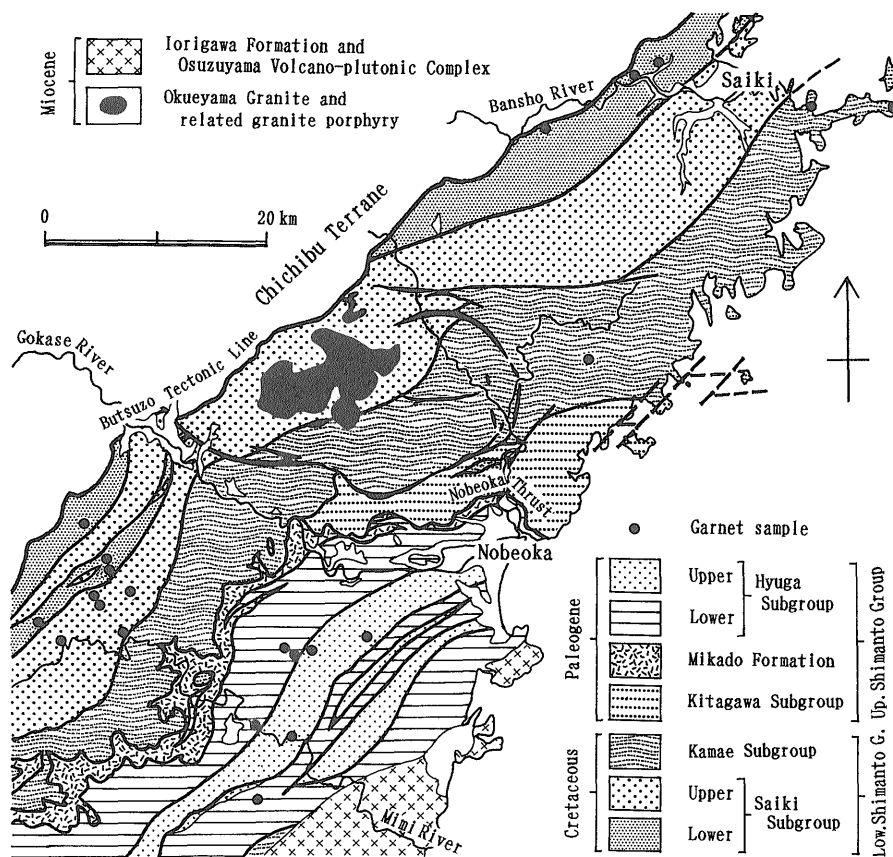 Miocene
Iorigawa Formation and
Osuzuyama Volcano-plutonic Complex
Okueyama Granite and
related granite porphyry
0
20 km
Bansho River
Saiki
Chichibu Terrane
Gokase River
Butsuzo Tectonic Line
Nobeoka Thrust
Nobeoka
Mimi River
Garnet sample
Paleogene
Upper
Lower
Hyuga
Subgroup
Mikado Formation
Kitagawa Subgroup
Up. Shimanto Group
Cretaceous
Kamae Subgroup
Upper
Lower
Saiki
Subgroup
Low.Shimanto G.